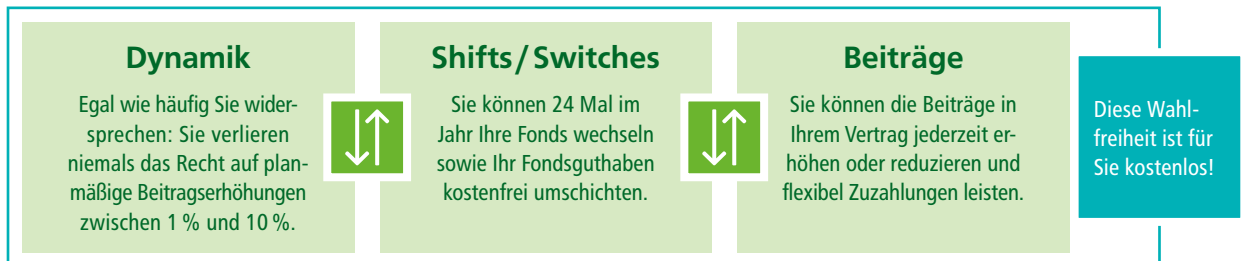 Dynamik
Egal wie häufig Sie wider-
sprechen: Sie verlieren
niemals das Recht auf plan-
mäßige Beitragserhöhungen
zwischen 1 % und 10 %.
Shifts / Switches
Sie können 24 Mal im
Jahr Ihre Fonds wechseln
sowie Ihr Fondsguthaben
kostenfrei umschichten.
Beiträge
Sie können die Beiträge in
Ihrem Vertrag jederzeit er-
höhen oder reduzieren und
flexibel Zuzahlungen leisten.
Diese Wahl-
freiheit ist für
Sie kostenlos!